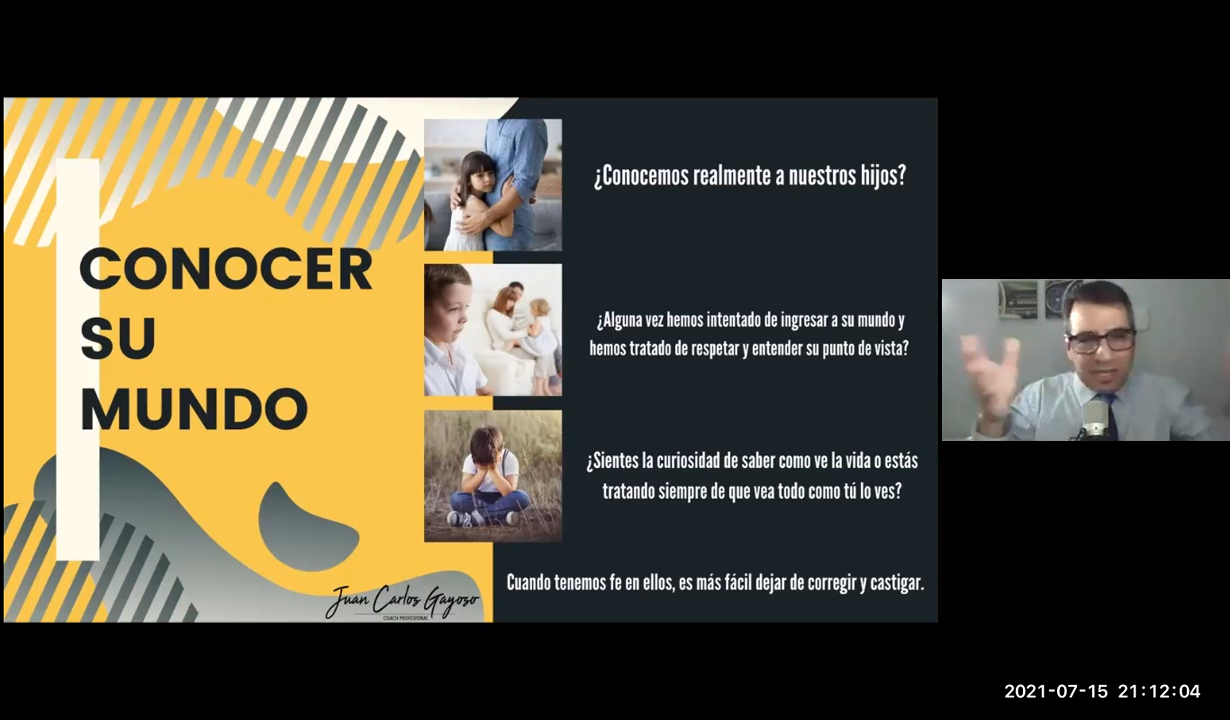 CONOCER
SU
MUNDO
¿Conocemos realmente a nuestros hijos?
¿Alguna vez hemos intentado de ingresar a su mundo y
hemos tratado de respetar y entender su punto de vista?
¿Sientes la curiosidad de saber como ve la vida o estás
tratando siempre de que vea todo como tú lo ves?
Cuando tenemos fe en ellos, es más fácil dejar de corregir y castigar.
Juan Carlos Gayoso
COACH PROFESIONAL
2021-07-15 21:12:04